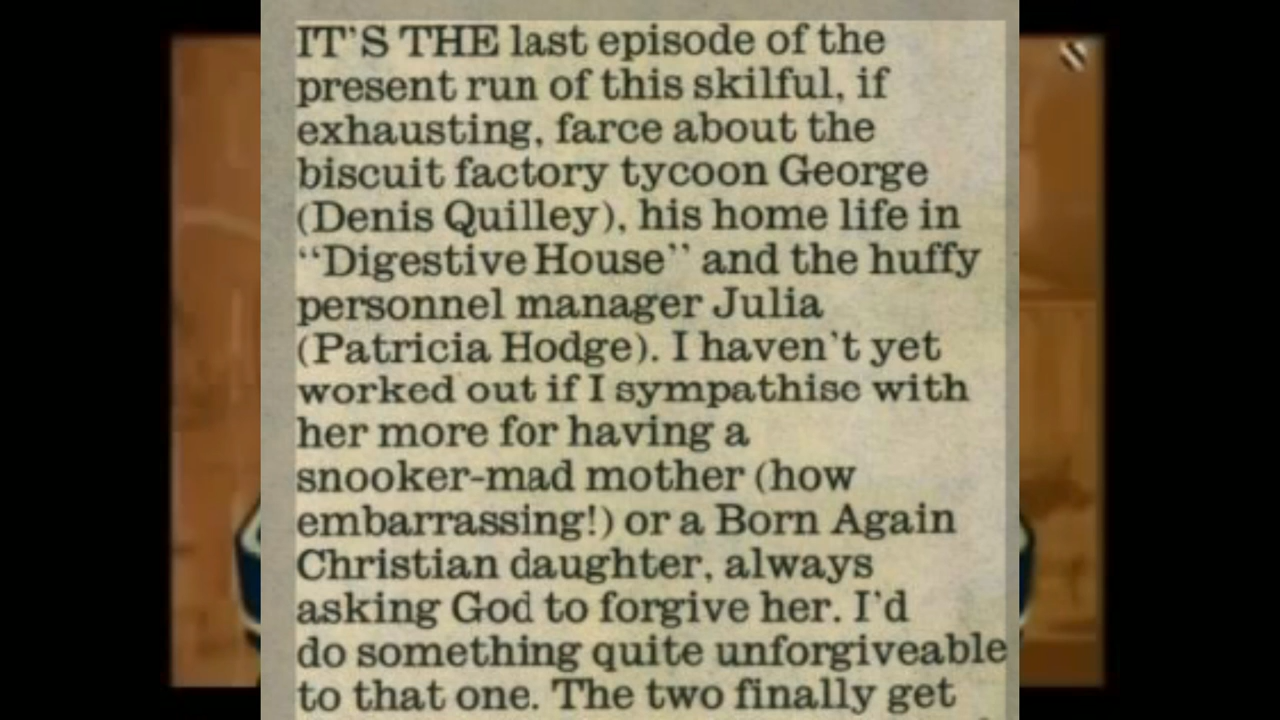 IT'S THE last episode of the
present run of this skilful, if
exhausting, farce about the
biscuit factory tycoon George
(Denis Quilley), his home life in
"Digestive House" and the huffy
personnel manager Julia
(Patricia Hodge). I haven't yet
worked out if I sympathise with
her more for having a
snooker-mad mother (how
embarrassing!) or a Born Again
Christian daughter, always
asking God to forgive her. I'd
do something quite unforgiveable
to that one. The two finally get